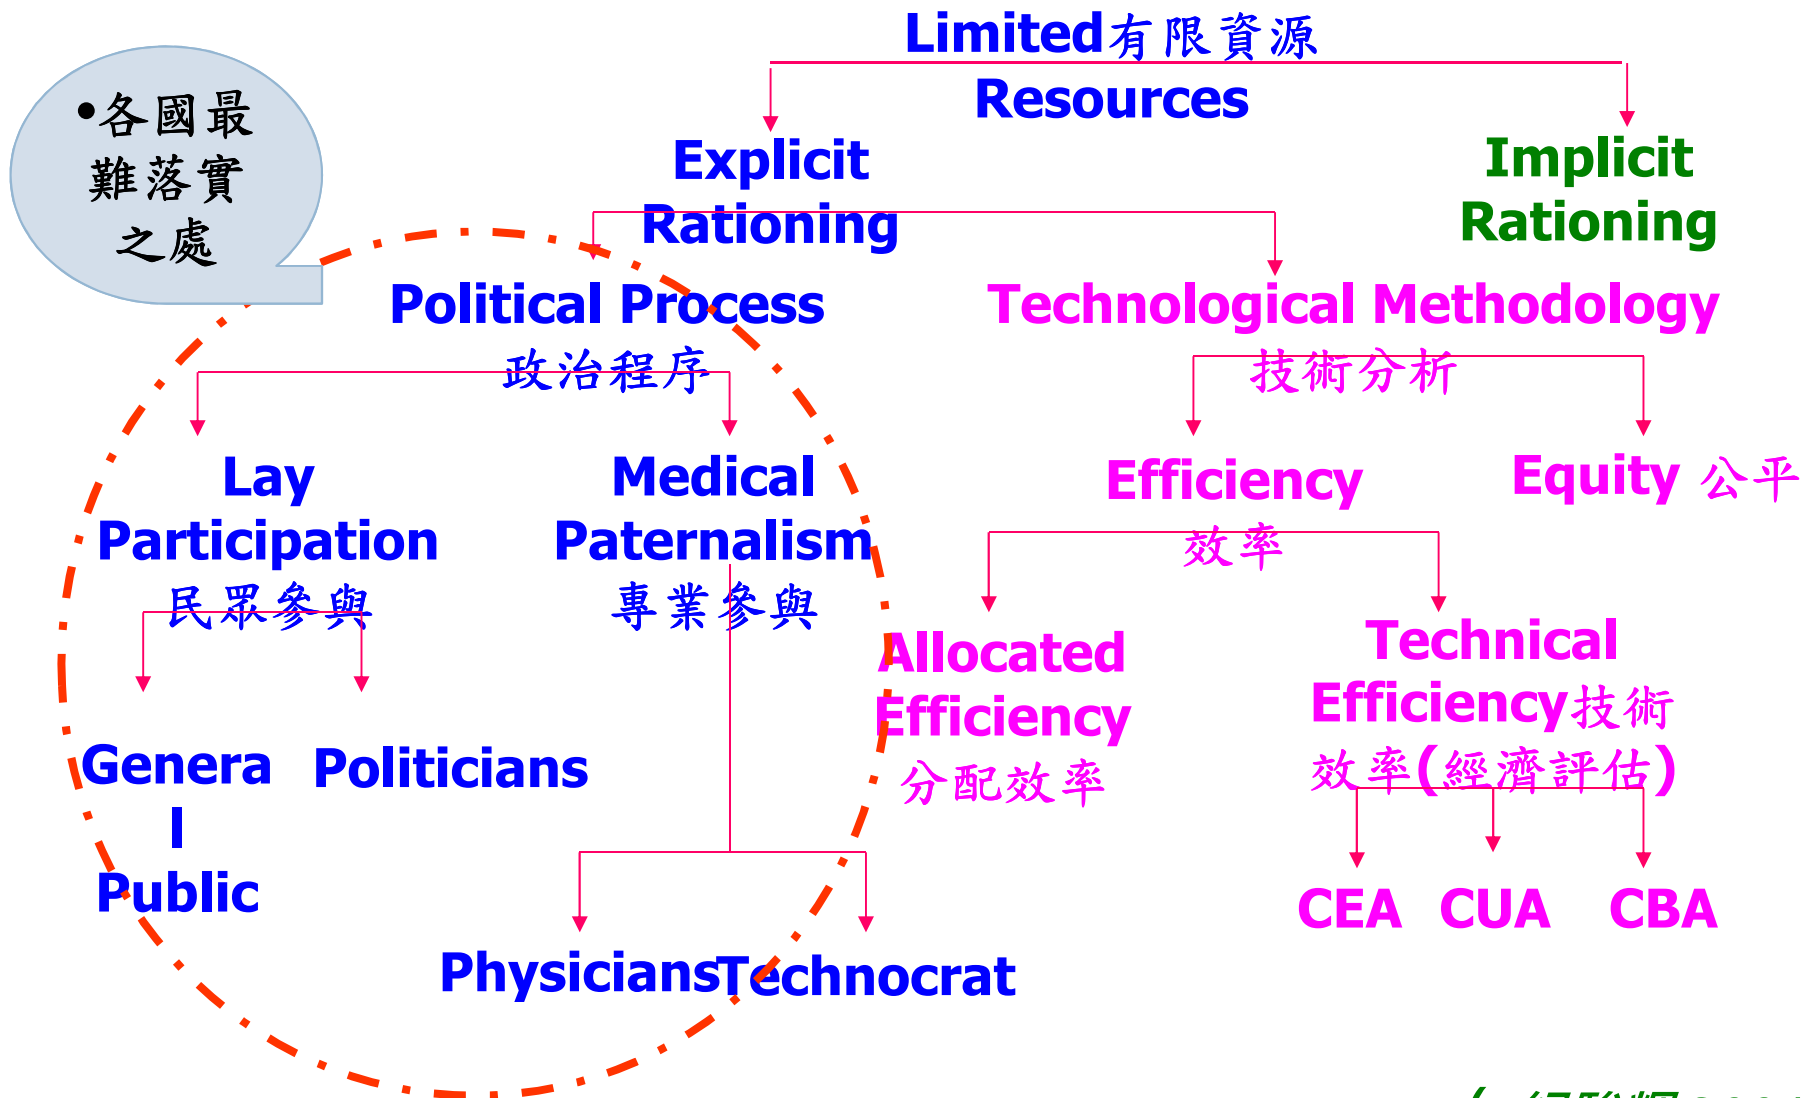 Limited有限資源
Resources
•各國最
難落實
之處
Explicit
Rationing
Implicit
Rationing
Political Process
政治程序
Technological Methodology
技術分析
Lay
Participation
民眾參與
Medical
Paternalism
專業參與
Efficiency
效率
Equity 公平
Allocated
Efficiency
分配效率
Technical
Efficiency技術
效率(經濟評估)
Genera
l
Public
Politicians
Physicians
Technocrat
CEA
CUA
CBA